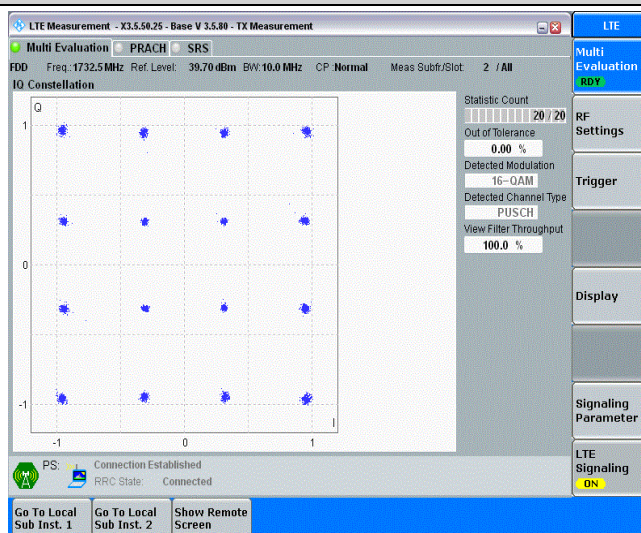 LTE Measurement - X3.5.50.25 - Base V 3.5.80 - TX Measurement
LTE
Multi Evaluation PRACH SRS
FDD Freq.:1732.5 MHz Ref. Level: 39.70 dBm BW:10.0 MHz CP :Normal Meas Subfr./Slot: 2 / All
IQ Constellation
Q
1
0
-1
-1 0 1
I
Statistic Count
20 / 20
Out of Tolerance
0.00 %
Detected Modulation
16-QAM
Detected Channel Type
PUSCH
View Filter Throughput
100.0 %
Multi
Evaluation
RDY
RF
Settings
Trigger
Display
Signaling
Parameter
LTE
Signaling
ON
PS: Connection Established
RRC State: Connected
Go To Local
Sub Inst. 1
Go To Local
Sub Inst. 2
Show Remote
Screen